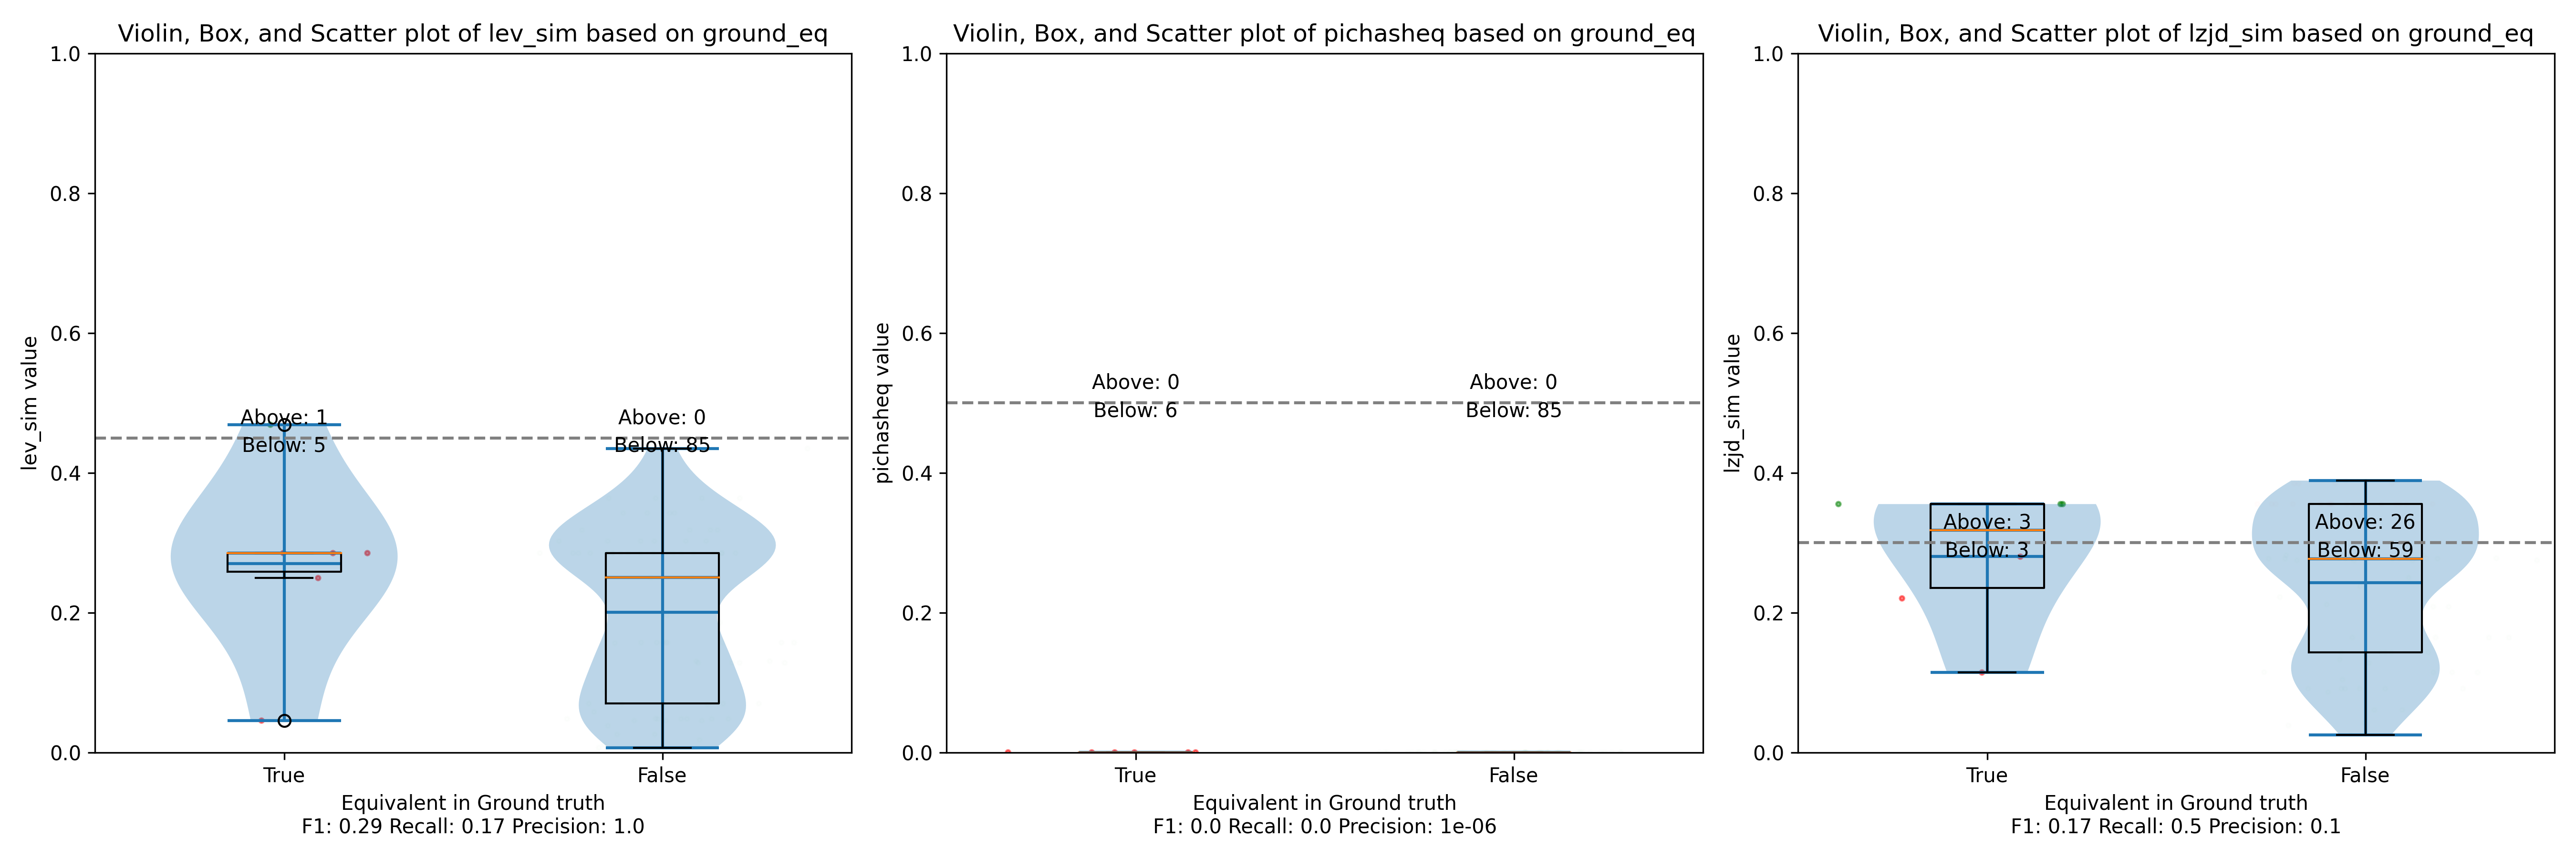 Violin, Box, and Scatter plot of lev_sim based on ground_eq
1.0
0.8
0.6
0.4
0.2
0.0
lev_sim value
Above: 1
Below: 5
Above: 0
Below: 85
True
False
Equivalent in Ground truth
F1: 0.29 Recall: 0.17 Precision: 1.0
Violin, Box, and Scatter plot of pichasheq based on ground_eq
1.0
0.8
0.6
0.4
0.2
0.0
pichasheq value
Above: 0
Below: 6
Above: 0
Below: 85
True
False
Equivalent in Ground truth
F1: 0.0 Recall: 0.0 Precision: 1e-06
Violin, Box, and Scatter plot of lzjd_sim based on ground_eq
1.0
0.8
0.6
0.4
0.2
0.0
lzjd_sim value
Above: 3
Below: 3
Above: 26
Below: 59
True
False
Equivalent in Ground truth
F1: 0.17 Recall: 0.5 Precision: 0.1